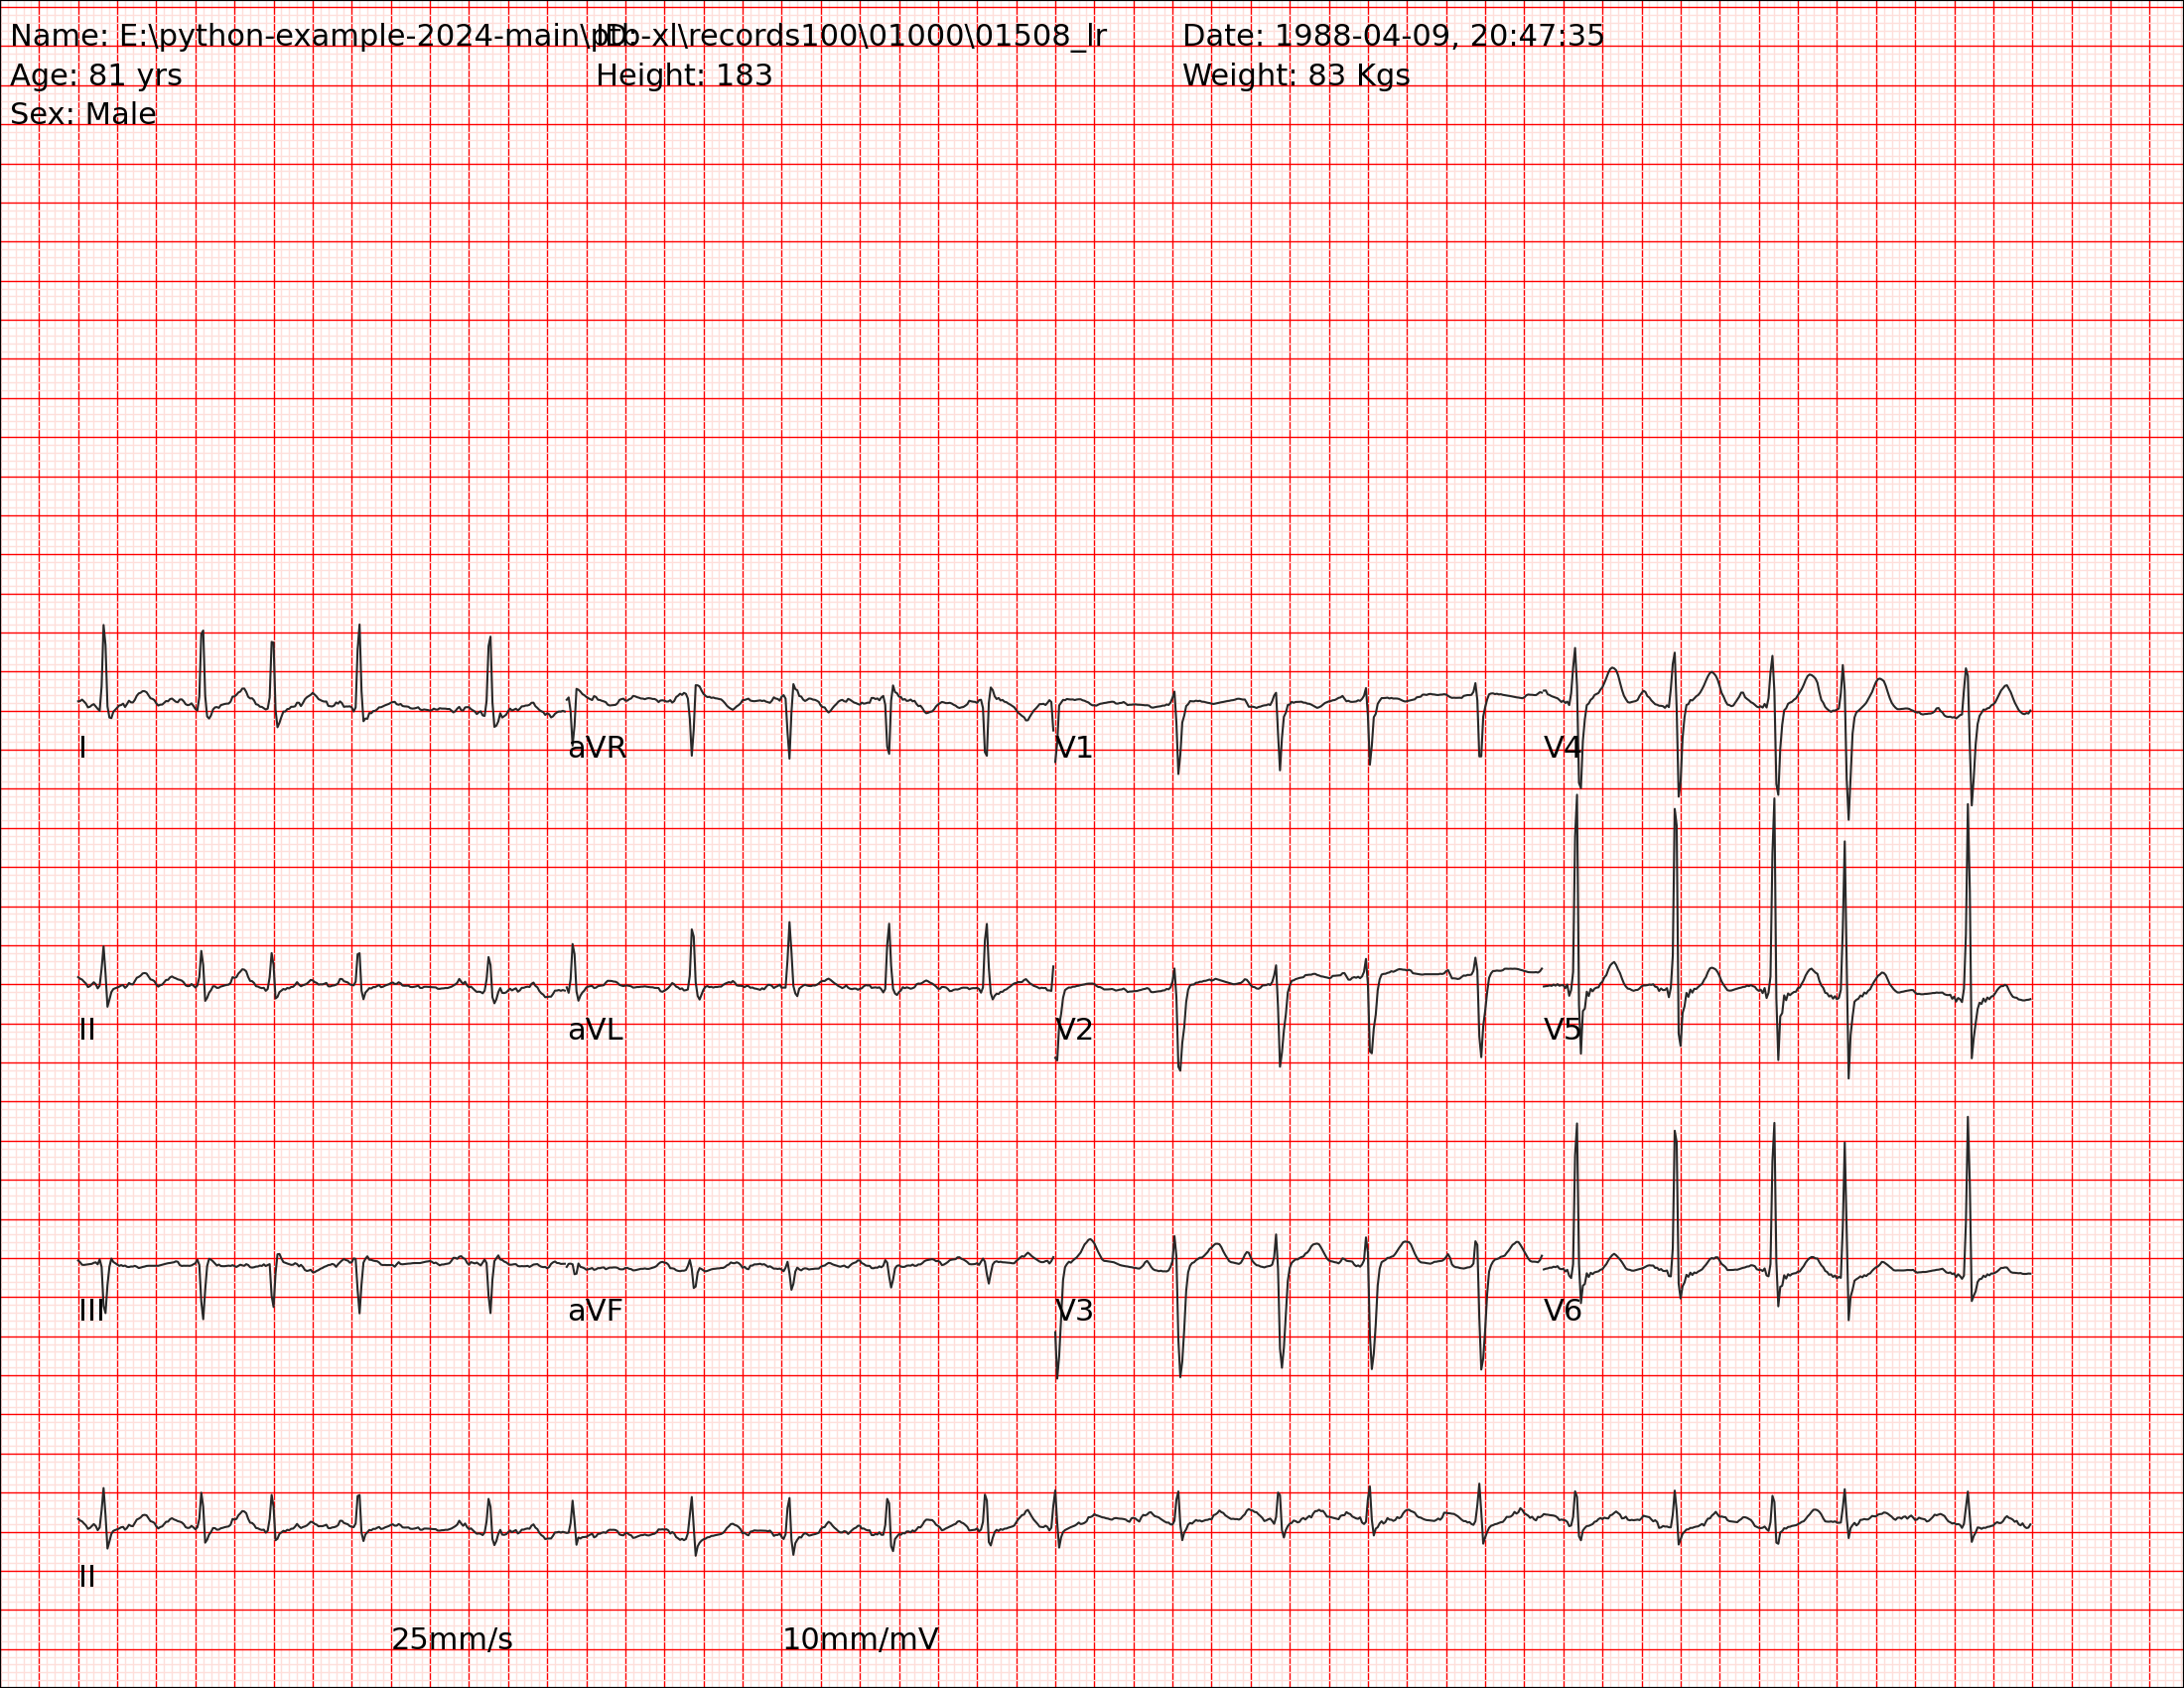 Name: E:\python-example-2024-main\ptb-xl\records100\01000\01508_lr ID: Date: 1988-04-09, 20:47:35
Age: 81 yrs Height: 183 Weight: 83 Kgs
Sex: Male
I aVR V1 V4
II aVL V2 V5
III aVF V3 V6
II
25mm/s 10mm/mV